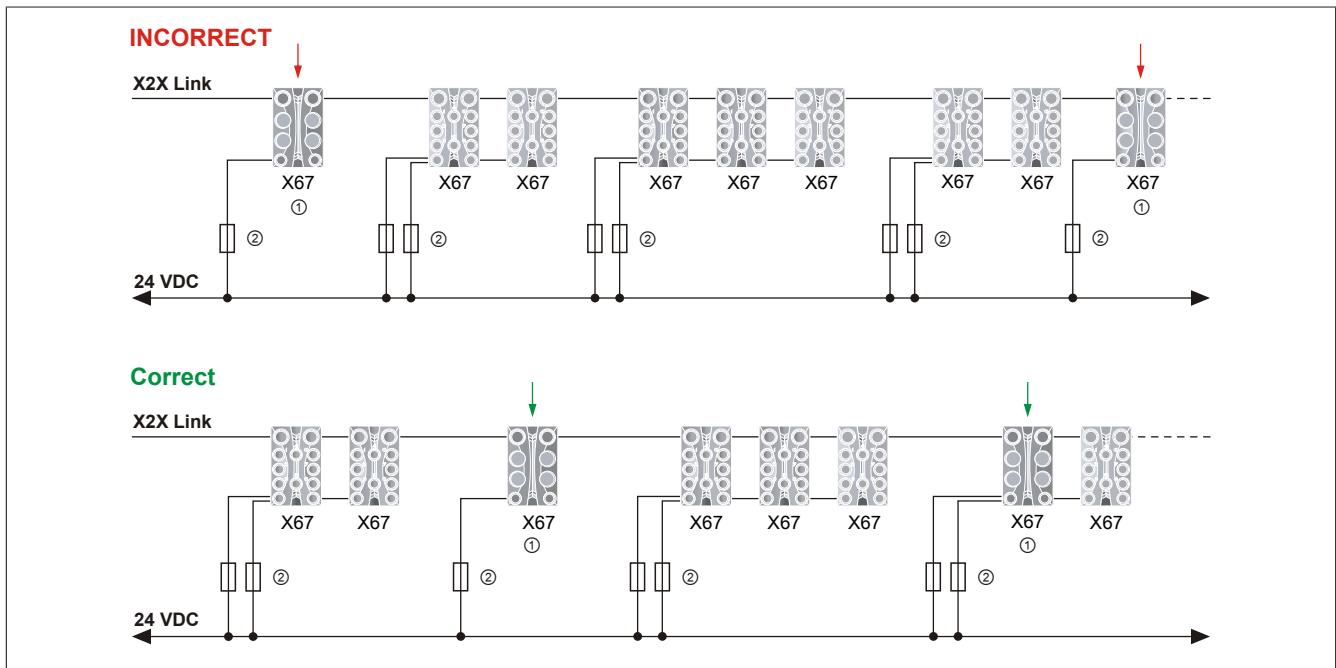 INCORRECT
X2X Link
X67 X67 X67 X67 X67 X67 X67 X67 X67
① ①
② ② ② ② ②
24 VDC
Correct
X2X Link
X67 X67 X67 X67 X67 X67 X67 X67
① ①
② ② ② ②
24 VDC